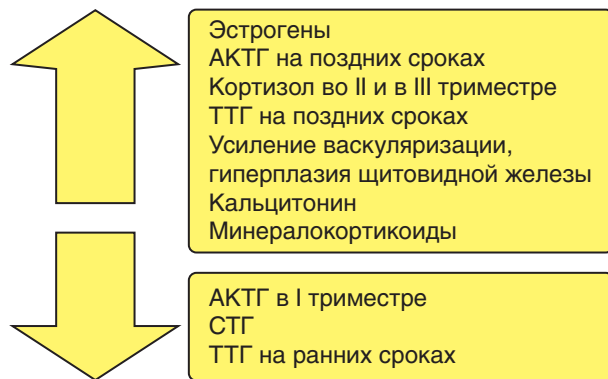 Эстрогены
АКТГ на поздних сроках
Кортизол во II и в III триместре
ТТГ на поздних сроках
Усиление васкуляризации,
гиперплазия щитовидной железы
Кальцитонин
Минералокортикоиды
АКТГ в I триместре
СТГ
ТТГ на ранних сроках